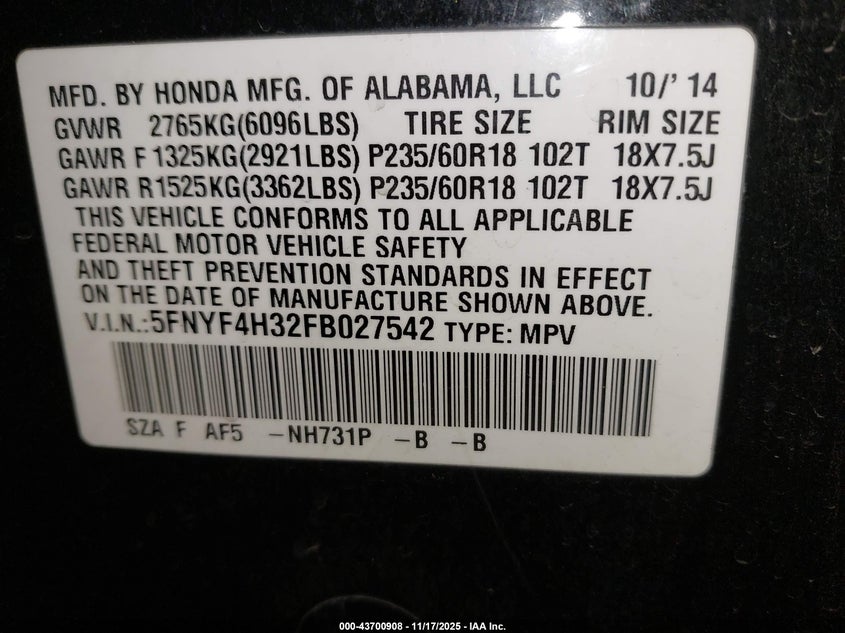 MFD. BY HONDA MFG. OF ALABAMA, LLC 10/' 14
GVWR 2765KG(6096LBS) TIRE SIZE RIM SIZE
GAWR F 1325KG(2921LBS) P235/60R18 102T 18X7.5J
GAWR R1525KG(3362LBS) P235/60R18 102T 18X7.5J
THIS VEHICLE CONFORMS TO ALL APPLICABLE
FEDERAL MOTOR VEHICLE SAFETY
AND THEFT PREVENTION STANDARDS IN EFFECT
ON THE DATE OF MANUFACTURE SHOWN ABOVE.
V.I.N.:5FNYF4H32FB027542 TYPE: MPV
SZA F AF5 -NH731P -B -B
000-43700908 - 11/17/2025 - IAA Inc.